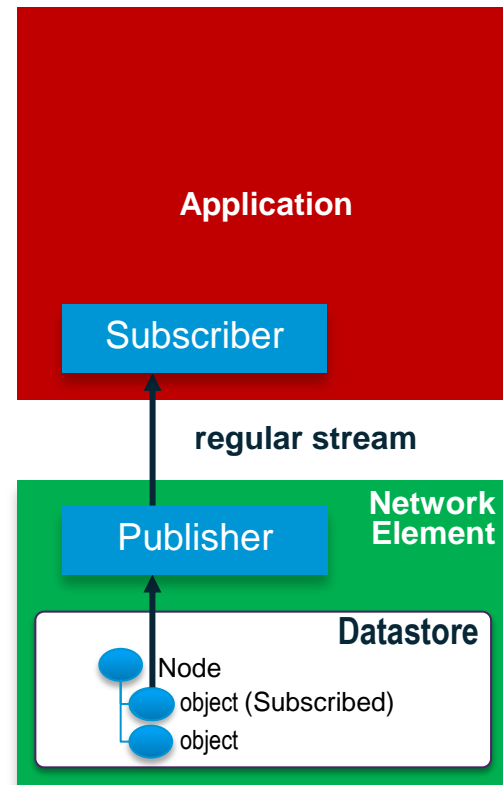 Application
Subscriber
regular stream
Network
Element
Publisher
Datastore
Node
object (Subscribed)
object